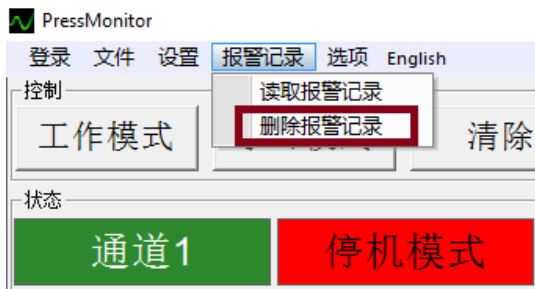 PressMonitor
登录 文件 设置 报警记录 选项 English
控制
读取报警记录
删除报警记录
工作模式
清除
状态
通道1 停机模式